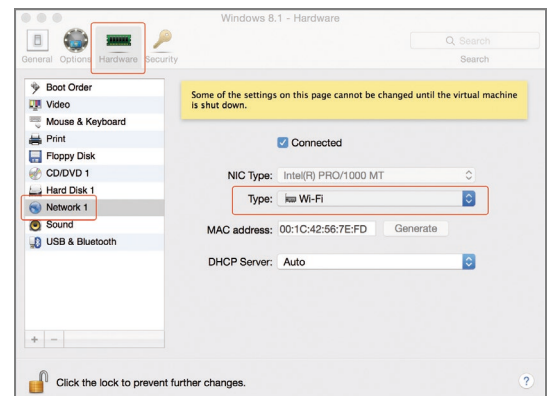 Windows 8.1 - Hardware
General Options Hardware Security
Search
Search
Boot Order
Video
Mouse & Keyboard
Print
Floppy Disk
CD/DVD 1
Hard Disk 1
Network 1
Sound
USB & Bluetooth
+ −
Some of the settings on this page cannot be changed until the virtual machine
is shut down.
Connected
NIC Type: Intel(R) PRO/1000 MT
Type: Wi-Fi
MAC address: 00:1C:42:56:7E:FD Generate
DHCP Server: Auto
Click the lock to prevent further changes.
?